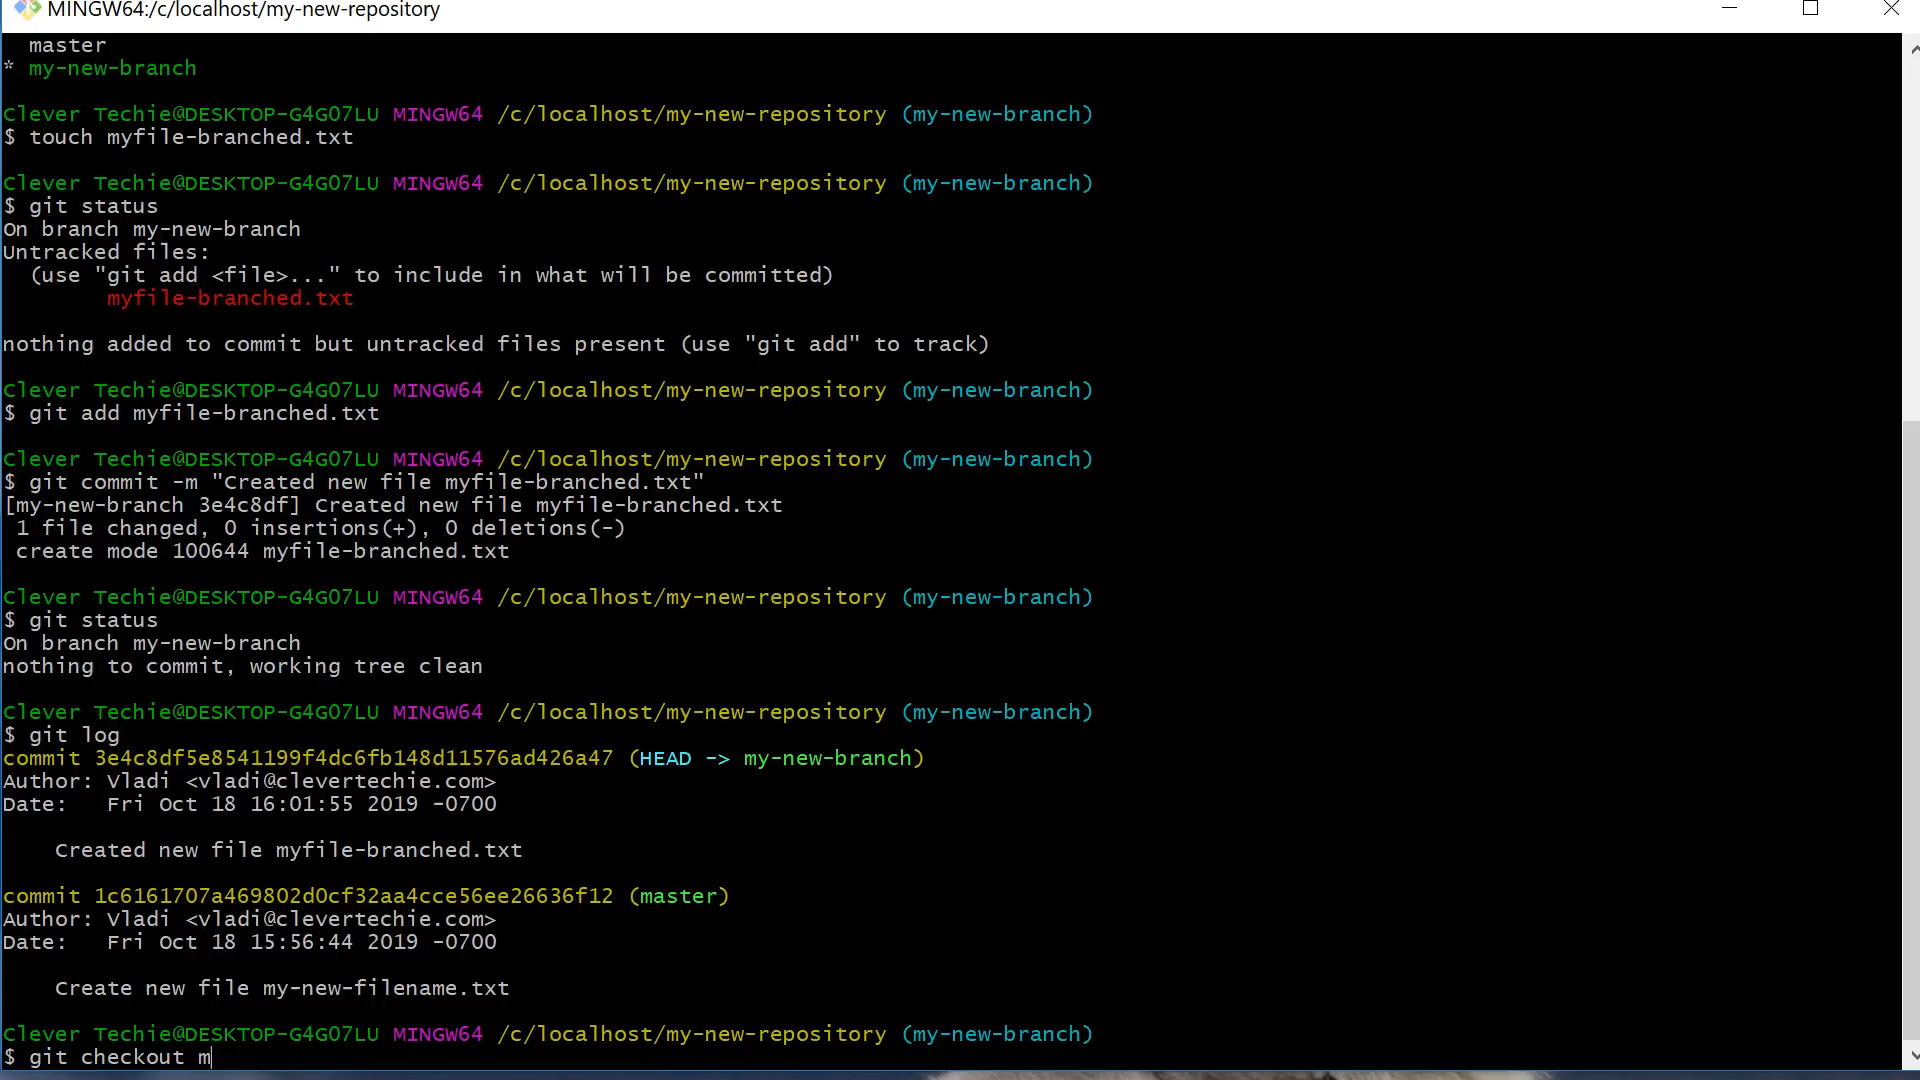 MINGW64:/c/localhost/my-new-repository
master
* my-new-branch
Clever Techie@DESKTOP-G4G07LU MINGW64 /c/localhost/my-new-repository (my-new-branch)
$ touch myfile-branched.txt
Clever Techie@DESKTOP-G4G07LU MINGW64 /c/localhost/my-new-repository (my-new-branch)
$ git status
On branch my-new-branch
Untracked files:
(use "git add <file>..." to include in what will be committed)
myfile-branched.txt
nothing added to commit but untracked files present (use "git add" to track)
Clever Techie@DESKTOP-G4G07LU MINGW64 /c/localhost/my-new-repository (my-new-branch)
$ git add myfile-branched.txt
Clever Techie@DESKTOP-G4G07LU MINGW64 /c/localhost/my-new-repository (my-new-branch)
$ git commit -m "Created new file myfile-branched.txt"
[my-new-branch 3e4c8df] Created new file myfile-branched.txt
1 file changed, 0 insertions(+), 0 deletions(-)
create mode 100644 myfile-branched.txt
Clever Techie@DESKTOP-G4G07LU MINGW64 /c/localhost/my-new-repository (my-new-branch)
$ git status
On branch my-new-branch
nothing to commit, working tree clean
Clever Techie@DESKTOP-G4G07LU MINGW64 /c/localhost/my-new-repository (my-new-branch)
$ git log
commit 3e4c8df5e8541199f4dc6fb148d11576ad426a47 (HEAD -> my-new-branch)
Author: Vladi <vladi@clevertechie.com>
Date:   Fri Oct 18 16:01:55 2019 -0700
Created new file myfile-branched.txt
commit 1c6161707a469802d0cf32aa4cce56ee26636f12 (master)
Author: Vladi <vladi@clevertechie.com>
Date:   Fri Oct 18 15:56:44 2019 -0700
Create new file my-new-filename.txt
Clever Techie@DESKTOP-G4G07LU MINGW64 /c/localhost/my-new-repository (my-new-branch)
$ git checkout m